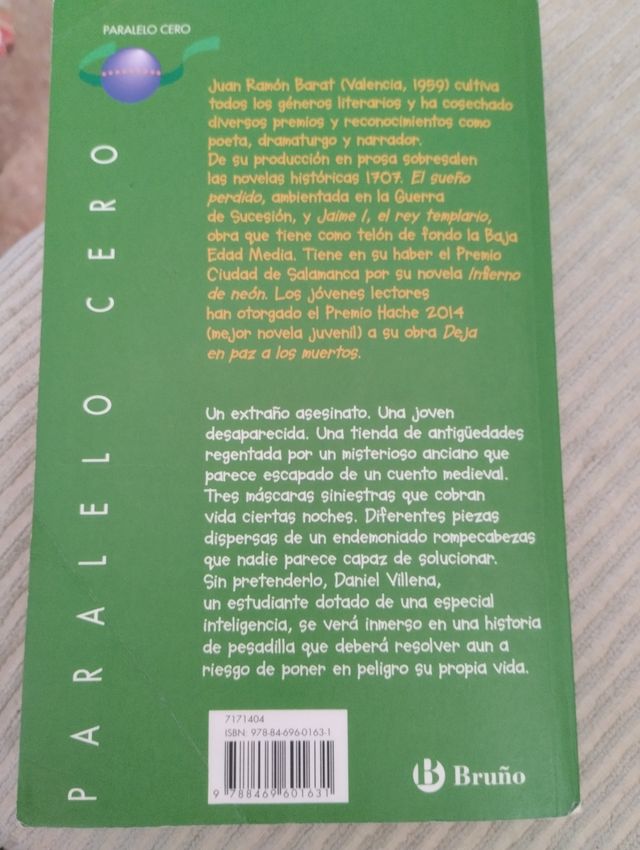 PARALELO CERO
PARALELO CERO
Juan Ramón Barat (Valencia, 1959) cultiva
todos los géneros literarios y ha cosechado
diversos premios y reconocimientos como
poeta, dramaturgo y narrador.
De su producción en prosa sobresalen
las novelas históricas 1707. El sueño
perdido, ambientada en la Guerra
de Sucesión, y Jaime I, el rey templario,
obra que tiene como telón de fondo la Baja
Edad Media. Tiene en su haber el Premio
Ciudad de Salamanca por su novela Infierno
de neón. Los jóvenes lectores
han otorgado el Premio Hache 2014
(mejor novela juvenil) a su obra Deja
en paz a los muertos.
Un extraño asesinato. Una joven
desaparecida. Una tienda de antigüedades
regentada por un misterioso anciano que
parece escapado de un cuento medieval.
Tres máscaras siniestras que cobran
vida ciertas noches. Diferentes piezas
dispersas de un endemoniado rompecabezas
que nadie parece capaz de solucionar.
Sin pretenderlo, Daniel Villena,
un estudiante dotado de una especial
inteligencia, se verá inmerso en una historia
de pesadilla que deberá resolver aun a
riesgo de poner en peligro su propia vida.
7171404
ISBN: 978-84-696-0163-1
9 788469 601631
Bruño